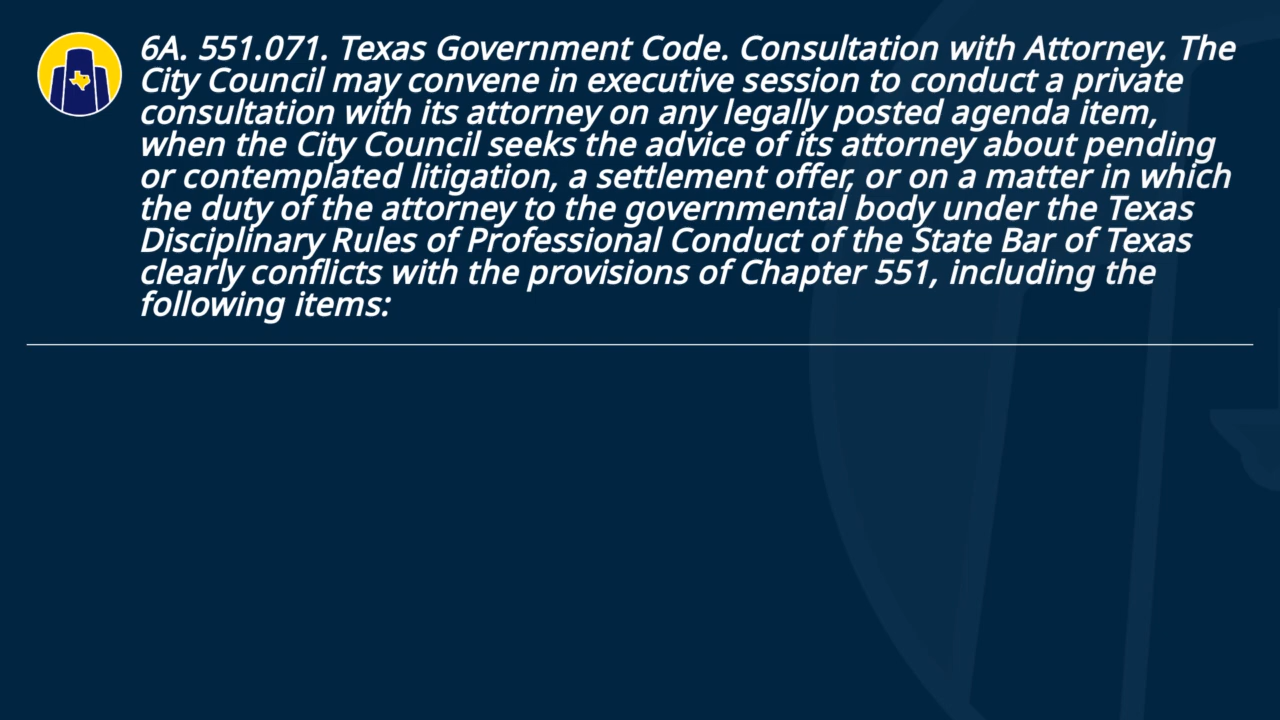 6A. 551.071. Texas Government Code. Consultation with Attorney. The
City Council may convene in executive session to conduct a private
consultation with its attorney on any legally posted agenda item,
when the City Council seeks the advice of its attorney about pending
or contemplated litigation, a settlement offer, or on a matter in which
the duty of the attorney to the governmental body under the Texas
Disciplinary Rules of Professional Conduct of the State Bar of Texas
clearly conflicts with the provisions of Chapter 551, including the
following items: